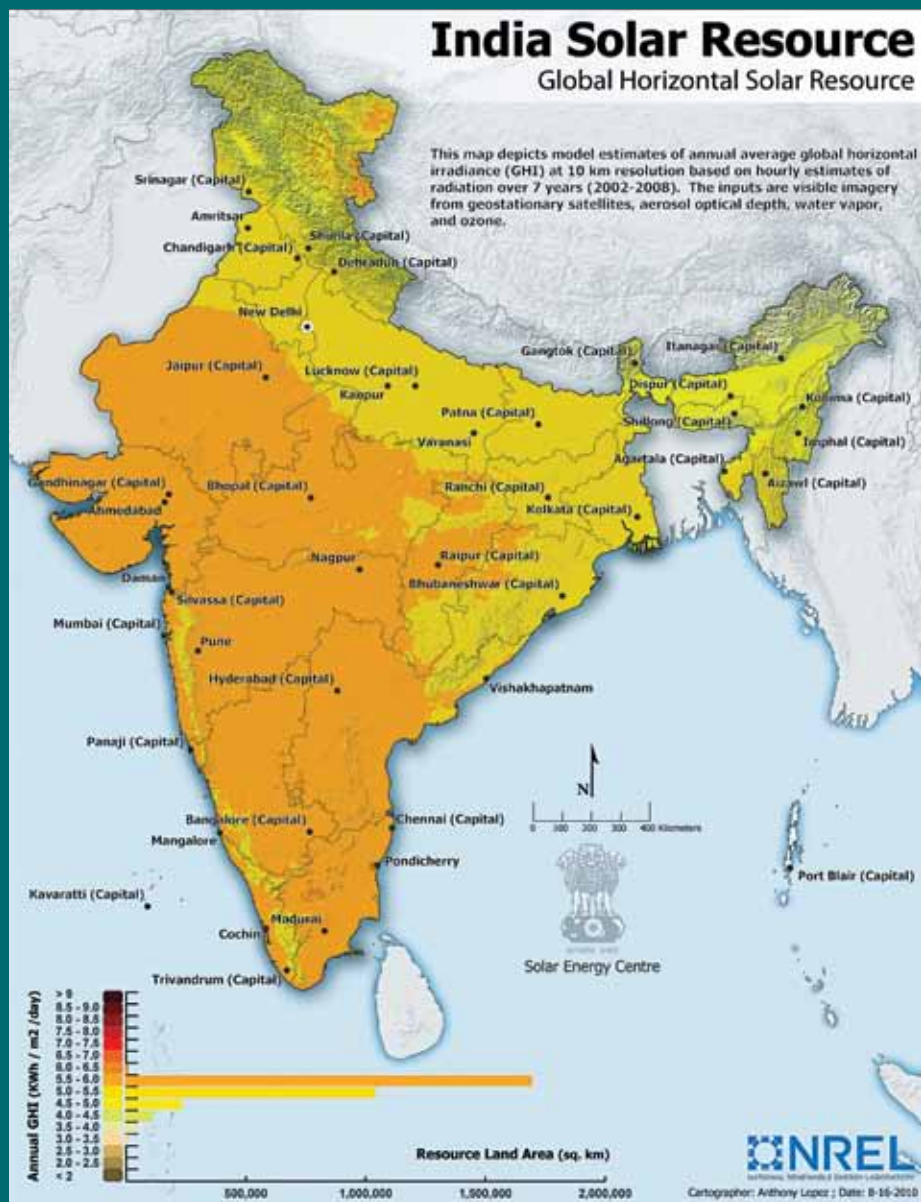 India Solar Resource
Global Horizontal Solar Resource
This map depicts model estimates of annual average global horizontal
irradiance (GHI) at 10 km resolution based on hourly estimates of
radiation over 7 years (2002-2008). The inputs are visible imagery
from geostationary satellites, aerosol optical depth, water vapor,
and ozone.
Srinagar (Capital)
Amritsar
Shimla (Capital)
Chandigarh (Capital)
Dehradun (Capital)
New Delhi
Gangtok (Capital)
Itanagar (Capital)
Jaipur (Capital)
Lucknow (Capital)
Kanpur
Dispur (Capital)
Kohima (Capital)
Patna (Capital)
Shillong (Capital)
Varanasi
Imphal (Capital)
Agartala (Capital)
Gandhinagar (Capital)
Bhopal (Capital)
Ranchi (Capital)
Aizawl (Capital)
Ahmedabad
Kolkata (Capital)
Nagpur
Raipur (Capital)
Daman
Bhubaneshwar (Capital)
Silvassa (Capital)
Mumbai (Capital)
Pune
Hyderabad (Capital)
Vishakhapatnam
Panaji (Capital)
N
Bangalore (Capital)
Chennai (Capital)
0 100 200 300 400 Kilometers
Mangalore
Pondicherry
Port Blair (Capital)
Kavaratti (Capital)
Madurai
Cochin
Solar Energy Centre
Trivandrum (Capital)
Annual GHI (KWh / m2 /day)
> 9
8.5 - 9.0
8.0 - 8.5
7.5 - 8.0
7.0 - 7.5
6.5 - 7.0
6.0 - 6.5
5.5 - 6.0
5.0 - 5.5
4.5 - 5.0
4.0 - 4.5
3.5 - 4.0
3.0 - 3.5
2.5 - 3.0
2.0 - 2.5
< 2
Resource Land Area (sq. km)
500,000 1,000,000 1,500,000 2,000,000
NREL
NATIONAL RENEWABLE ENERGY LABORATORY
Cartographer: Anthony Lopez ; Date: 8-16-2010